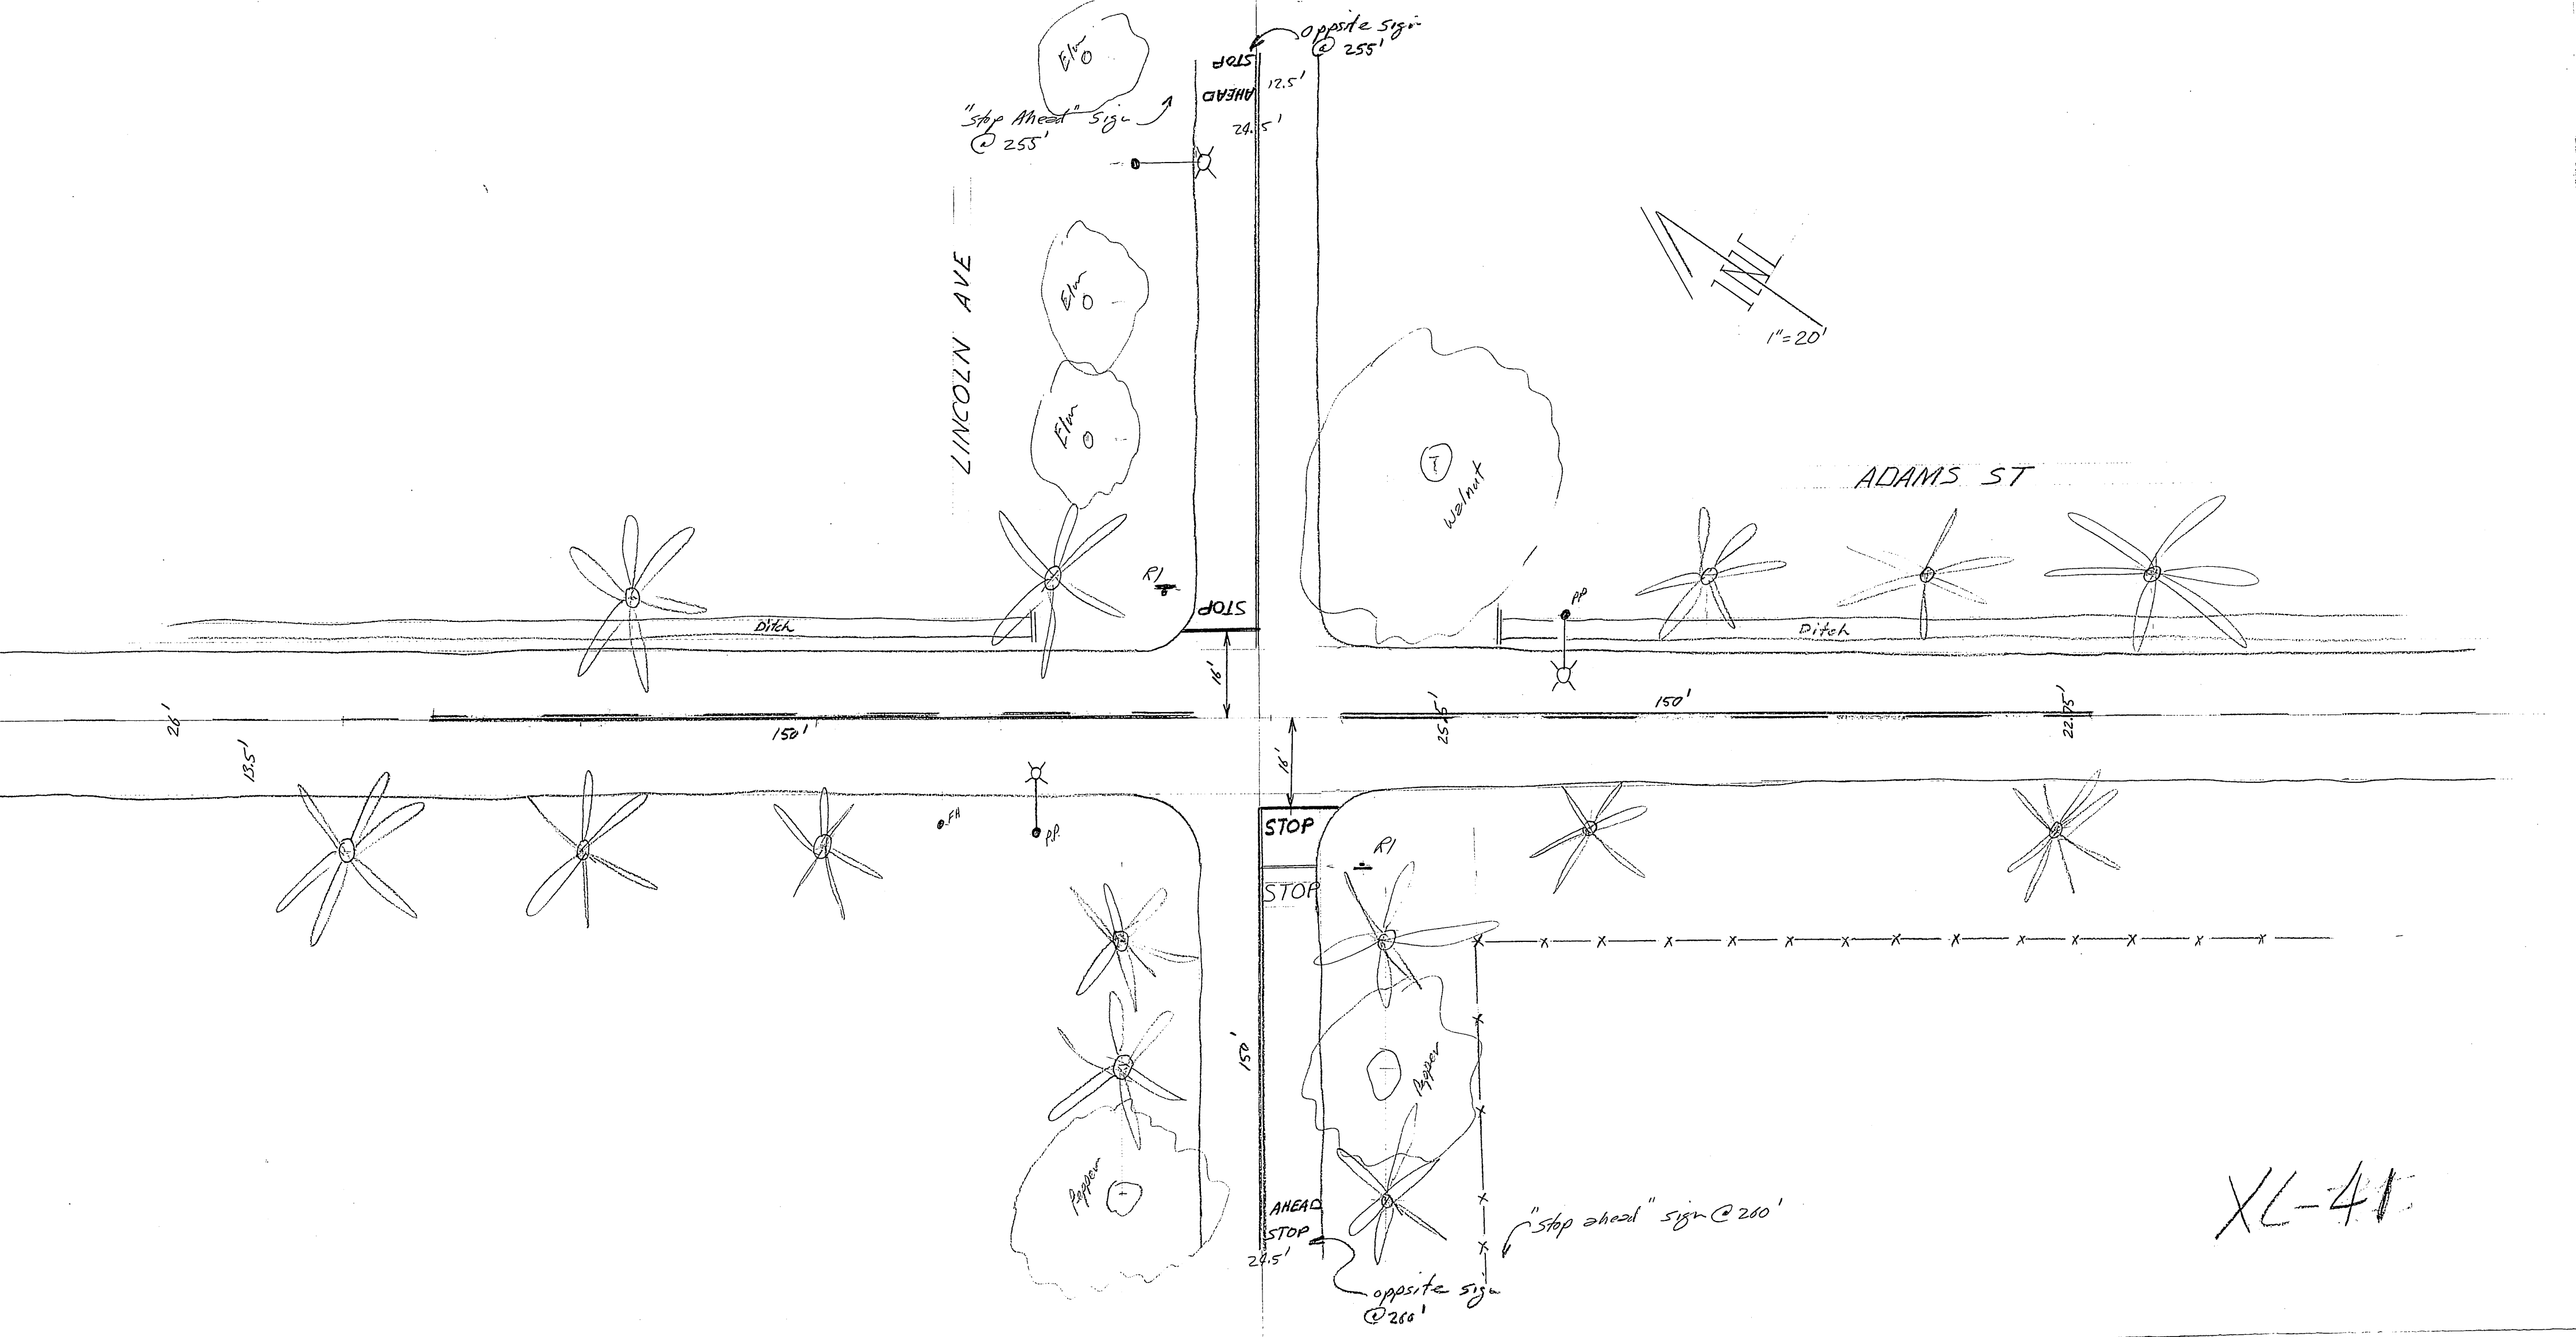 opposite sign
@ 255'
STOP
12.5'
AHEAD
"Stop Ahead" sign
@ 255'
24.5'
Elm
LINCOLN AVE
Elm
Elm
N
1"=20'
Walnut
ADAMS ST
R1
STOP
Ditch
PP
Ditch
16'
26'
13.5'
150'
25.5'
150'
22.75'
16'
FH
P.P.
STOP
R1
STOP
150'
Pepper
Pepper
AHEAD
STOP
24.5'
"Stop ahead" sign @ 260'
opposite sign
@ 260'
XL-41